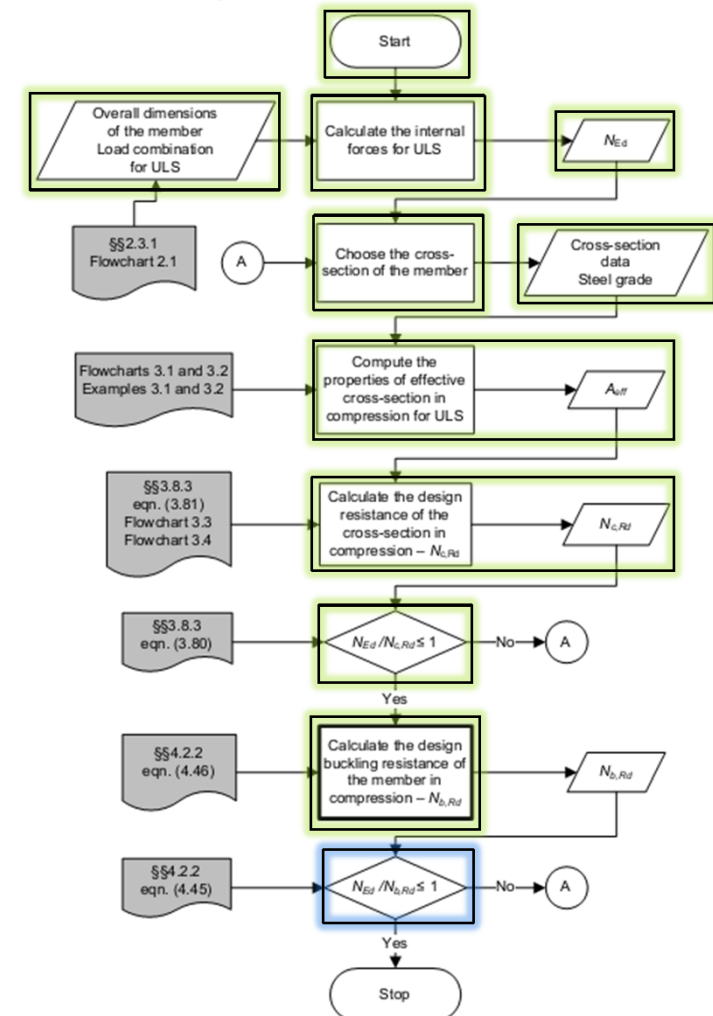 Start
Overall dimensions
of the member
Load combination
for ULS
Calculate the internal
forces for ULS
NEd
§§2.3.1
Flowchart 2.1
A
Choose the cross-
section of the member
Cross-section
data
Steel grade
Flowcharts 3.1 and 3.2
Examples 3.1 and 3.2
Compute the
properties of effective
cross-section in
compression for ULS
Aeff
§§3.8.3
eqn. (3.81)
Flowchart 3.3
Flowchart 3.4
Calculate the design
resistance of the
cross-section in
compression – Nc,Rd
Nc,Rd
§§3.8.3
eqn. (3.80)
NEd /Nc,Rd ≤ 1
No
A
Yes
§§4.2.2
eqn. (4.46)
Calculate the design
buckling resistance of
the member in
compression – Nb,Rd
Nb,Rd
§§4.2.2
eqn. (4.45)
NEd /Nb,Rd ≤ 1
No
A
Yes
Stop